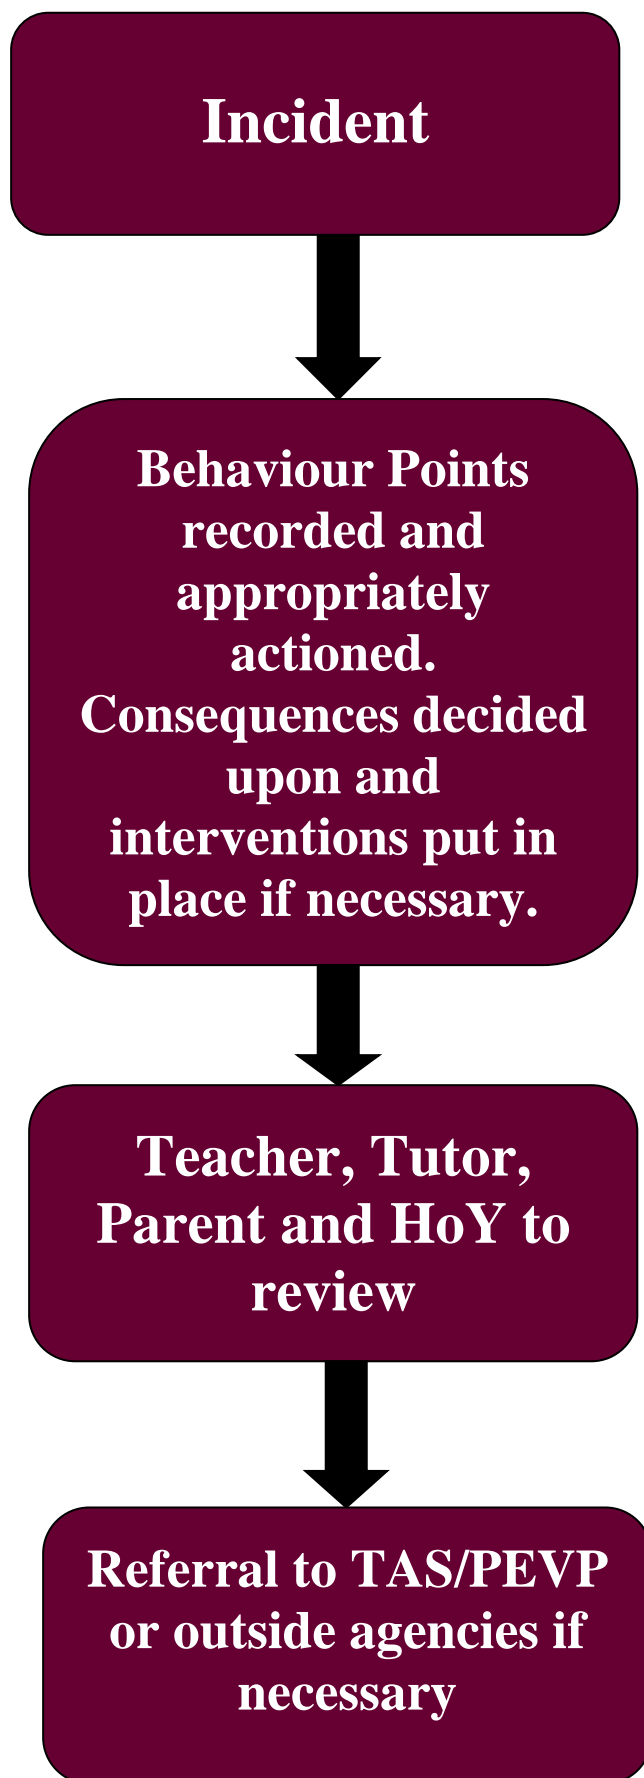 Incident
Behaviour Points
recorded and
appropriately
actioned.
Consequences decided
upon and
interventions put in
place if necessary.
Teacher, Tutor,
Parent and HoY to
review
Referral to TAS/PEVP
or outside agencies if
necessary